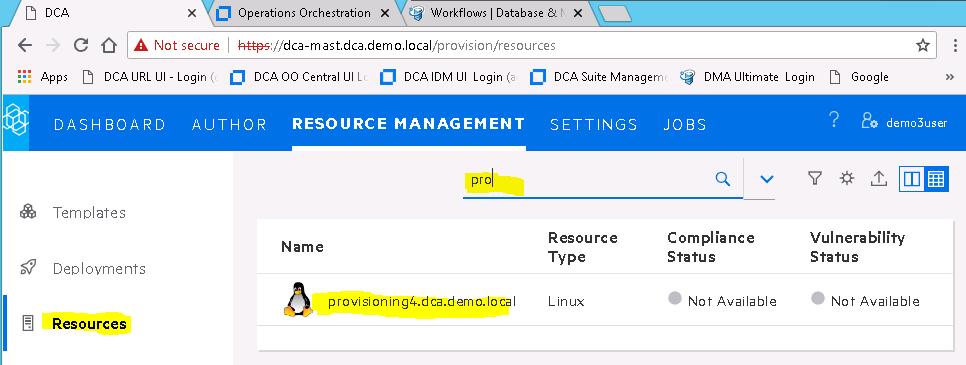 DCA
Operations Orchestration
Workflows | Database & M
Not secure | https://dca-mast.dca.demo.local/provision/resources
Apps DCA URL UI - Login (c DCA OO Central UI Lo DCA IDM UI Login (a DCA Suite Managem DMA Ultimate Login Google »
DASHBOARD AUTHOR RESOURCE MANAGEMENT SETTINGS JOBS ? demo3user
pro
Templates
Deployments
Resources
Name Resource Type Compliance Status Vulnerability Status
provisioning4.dca.demo.local Linux Not Available Not Available